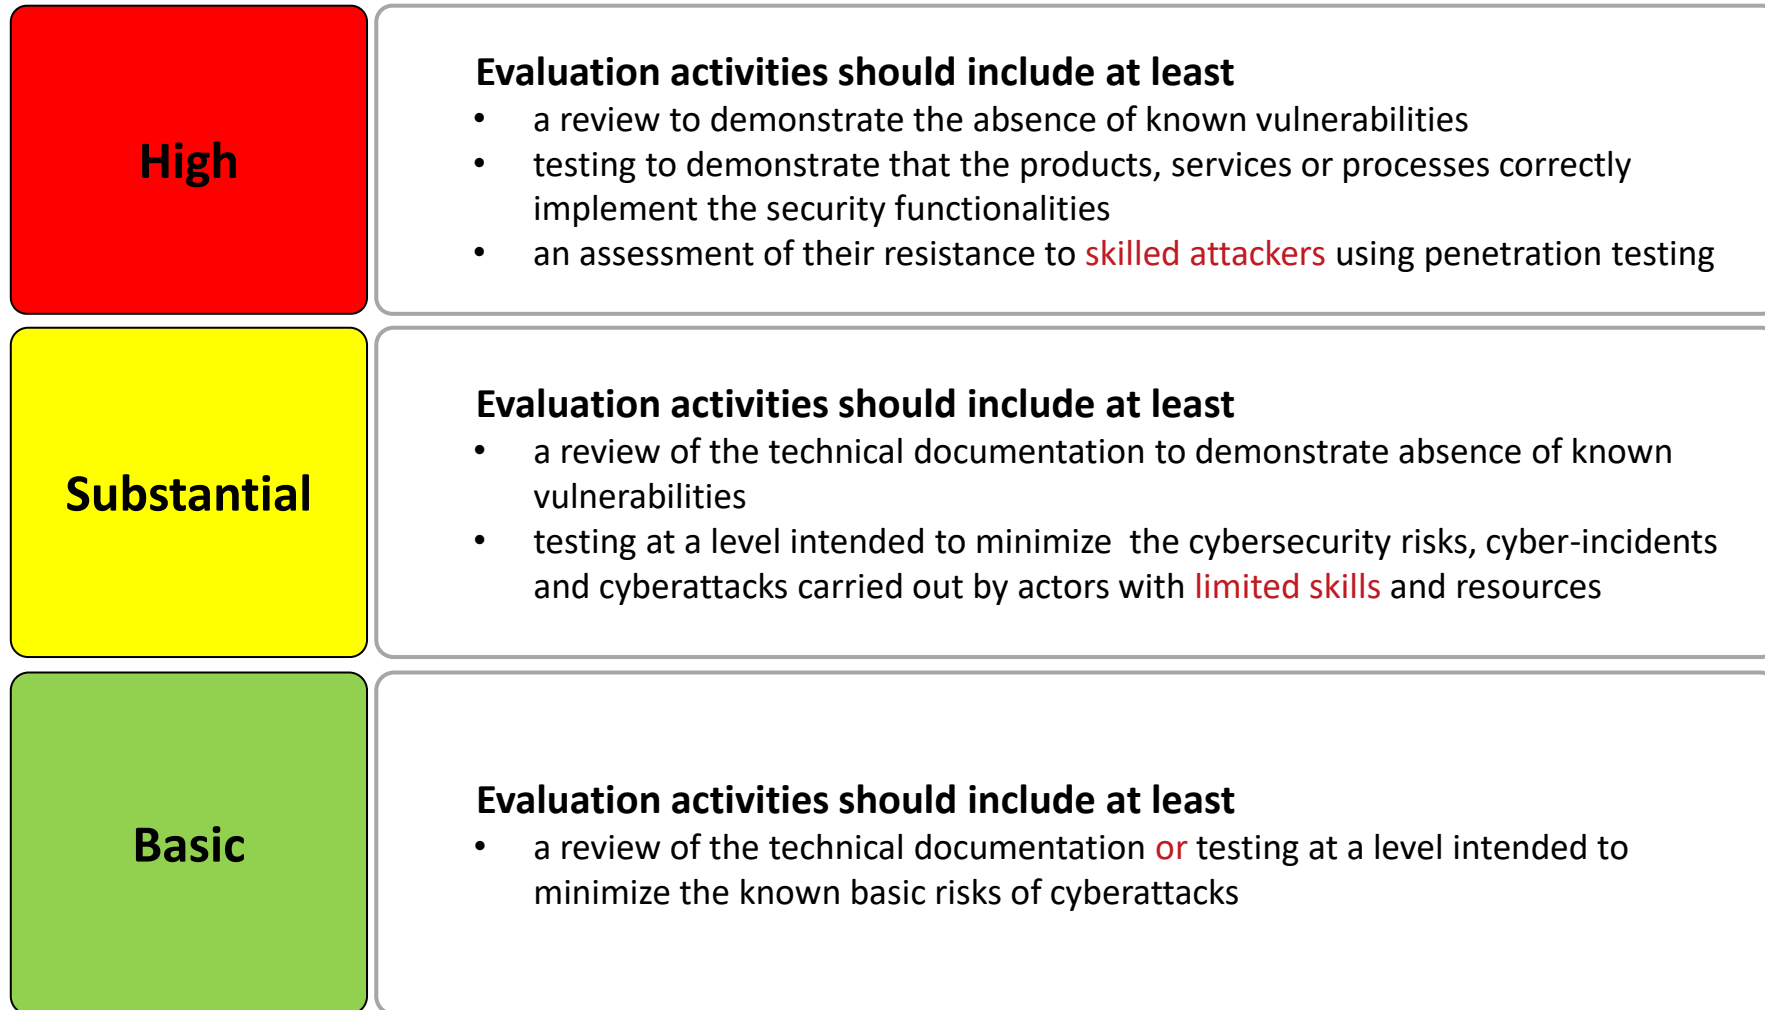 High
Evaluation activities should include at least
• a review to demonstrate the absence of known vulnerabilities
• testing to demonstrate that the products, services or processes correctly
implement the security functionalities
• an assessment of their resistance to skilled attackers using penetration testing
Substantial
Evaluation activities should include at least
• a review of the technical documentation to demonstrate absence of known
vulnerabilities
• testing at a level intended to minimize  the cybersecurity risks, cyber-incidents
and cyberattacks carried out by actors with limited skills and resources
Basic
Evaluation activities should include at least
• a review of the technical documentation or testing at a level intended to
minimize the known basic risks of cyberattacks